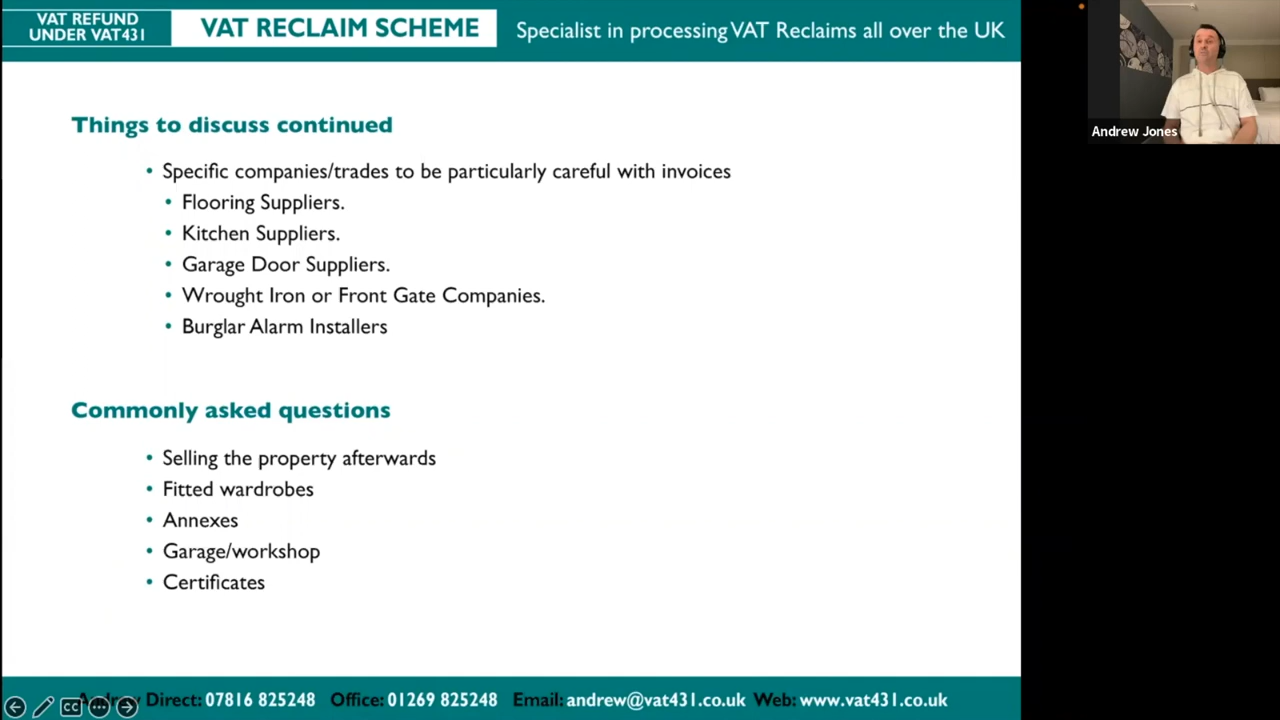 VAT REFUND
UNDER VAT431
VAT RECLAIM SCHEME
Specialist in processing VAT Reclaims all over the UK
Things to discuss continued
• Specific companies/trades to be particularly careful with invoices
• Flooring Suppliers.
• Kitchen Suppliers.
• Garage Door Suppliers.
• Wrought Iron or Front Gate Companies.
• Burglar Alarm Installers
Commonly asked questions
• Selling the property afterwards
• Fitted wardrobes
• Annexes
• Garage/workshop
• Certificates
Andrew Direct: 07816 825248 Office: 01269 825248 Email: andrew@vat431.co.uk Web: www.vat431.co.uk
CC
Andrew Jones